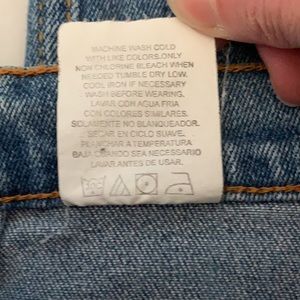 MACHINE WASH COLD
WITH LIKE COLORS.ONLY
NON CHLORINE BLEACH WHEN
NEEDED TUMBLE DRY LOW.
COOL IRON IF NECESSARY
WASH BEFORE WEARING.
LAVAR CON AGUA FRIA
CON COLORES SIMILARES.
SOLAMENTE NO BLANQUEADOR.
SECAR EN CICLO SUAVE.
PLANCHAR A TEMPERATURA
BAJA CUANDO SEA NECESSARIO
LAVAR ANTES DE USAR.